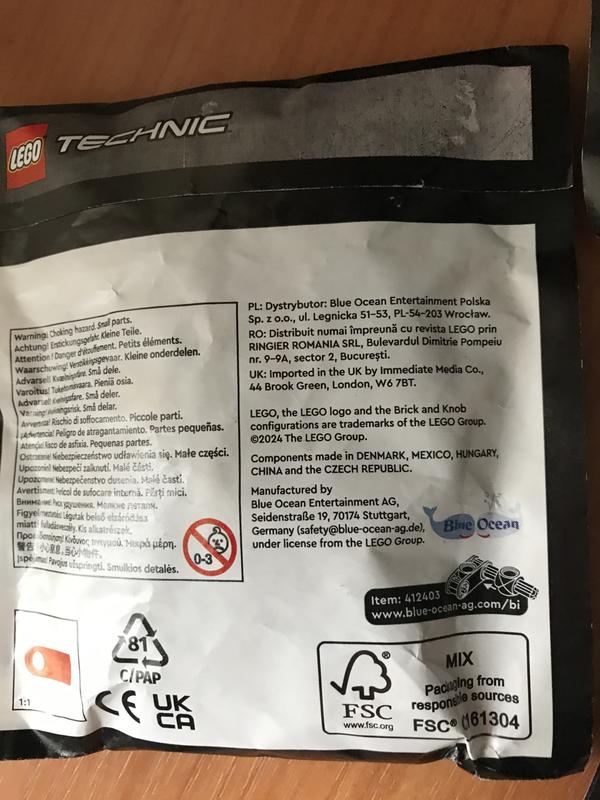 LEGO TECHNIC
Warning! Choking hazard. Small parts.
Achtung! Erstickungsgefahr. Kleine Teile.
Attention! Danger d'étouffement. Petits éléments.
Waarschuwing! Verstikkingsgevaar. Kleine onderdelen.
Advarsel! Kvælningsfare. Små dele.
Varoitus! Tukehtumisvaara. Pieniä osia.
Advarsel! Kvelningsfare. Små deler.
Varning! Kvävningsrisk. Små delar.
Avvertenza! Rischio di soffocamento. Piccole parti.
¡Advertencia! Peligro de atragantamiento. Partes pequeñas.
Atenção! Risco de asfixia. Pequenas partes.
Ostrzeżenie! Niebezpieczeństwo udławienia się. Małe części.
Upozornění! Nebezpečí zalknutí. Malé části.
Upozornenie! Nebezpečenstvo dusenia. Malé časti.
Avertisment! Pericol de sufocare internă. Părți mici.
Внимание! Риск удушения. Мелкие детали.
Figyelmeztetés! Légutak belső elzáródása
miatti fulladásveszély. Kis alkatrészek.
Προειδοποίηση! Κίνδυνος πνιγμού. Μικρά μέρη.
警告
Įspėjimas! Pavojus užspringti. Smulkios detalės.
0-3
PL: Dystrybutor: Blue Ocean Entertainment Polska
Sp. z o.o., ul. Legnicka 51–53, PL-54-203 Wrocław.
RO: Distribuit numai împreună cu revista LEGO prin
RINGIER ROMANIA SRL, Bulevardul Dimitrie Pompeiu
nr. 9–9A, sector 2, București.
UK: Imported in the UK by Immediate Media Co.,
44 Brook Green, London, W6 7BT.
LEGO, the LEGO logo and the Brick and Knob
configurations are trademarks of the LEGO Group.
©2024 The LEGO Group.
Components made in DENMARK, MEXICO, HUNGARY,
CHINA and the CZECH REPUBLIC.
Manufactured by
Blue Ocean Entertainment AG,
Seidenstraße 19, 70174 Stuttgart,
Germany (safety@blue-ocean-ag.de),
under license from the LEGO Group.
Blue Ocean
Item: 412403
www.blue-ocean-ag.com/bi
1:1
81
C/PAP
CE UK
CA
FSC®
www.fsc.org
MIX
Packaging from
responsible sources
FSC® C161304